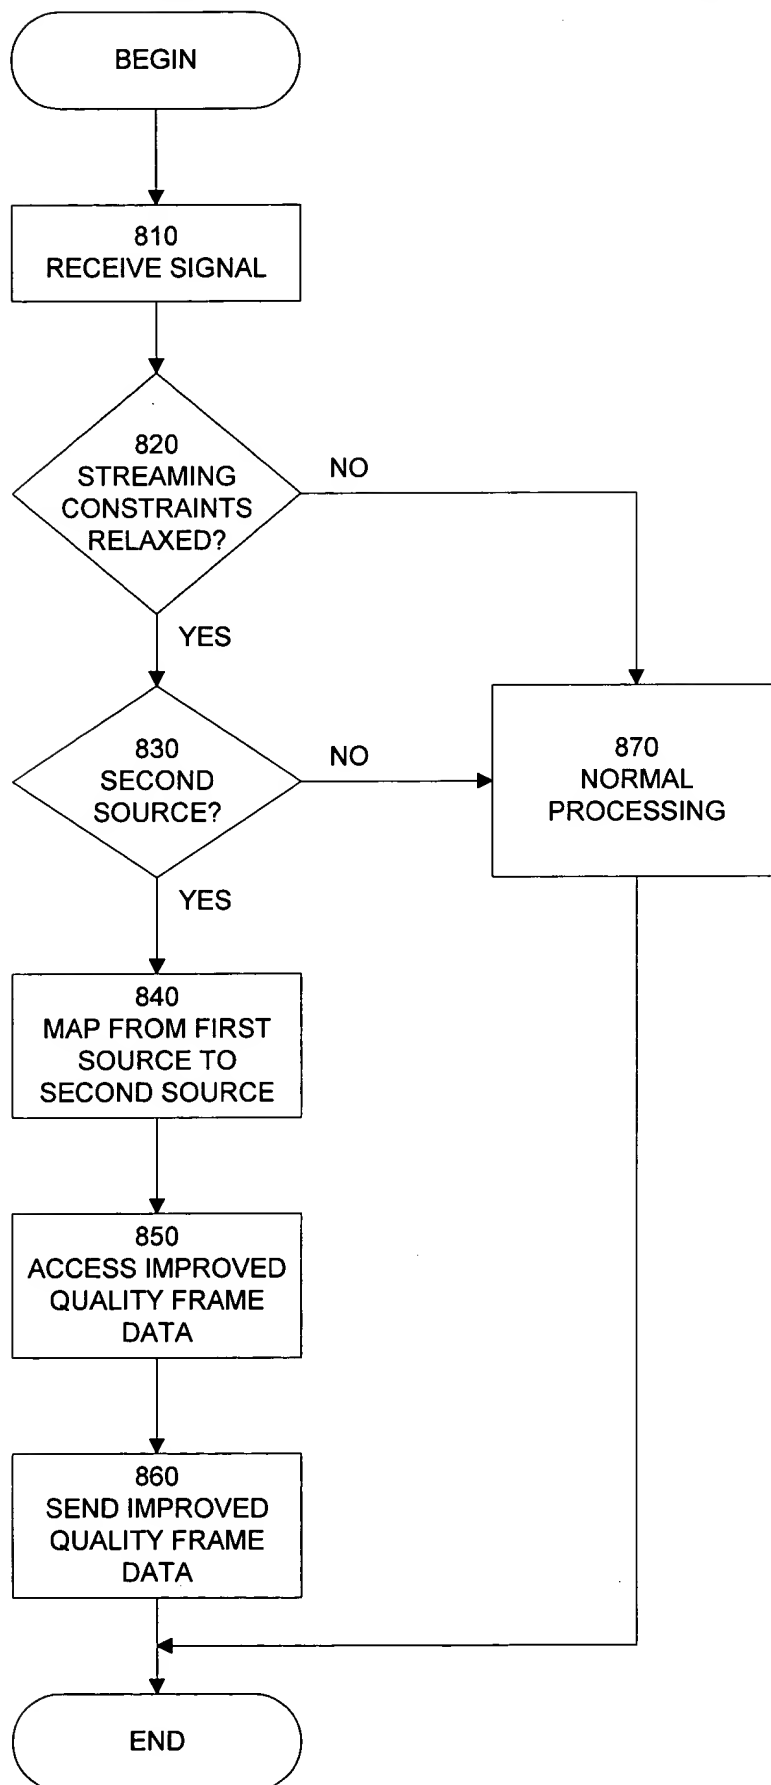 BEGIN
810
RECEIVE SIGNAL
820
STREAMING
CONSTRAINTS
RELAXED?
NO
YES
830
SECOND
SOURCE?
NO
870
NORMAL
PROCESSING
YES
840
MAP FROM FIRST
SOURCE TO
SECOND SOURCE
850
ACCESS IMPROVED
QUALITY FRAME
DATA
860
SEND IMPROVED
QUALITY FRAME
DATA
END